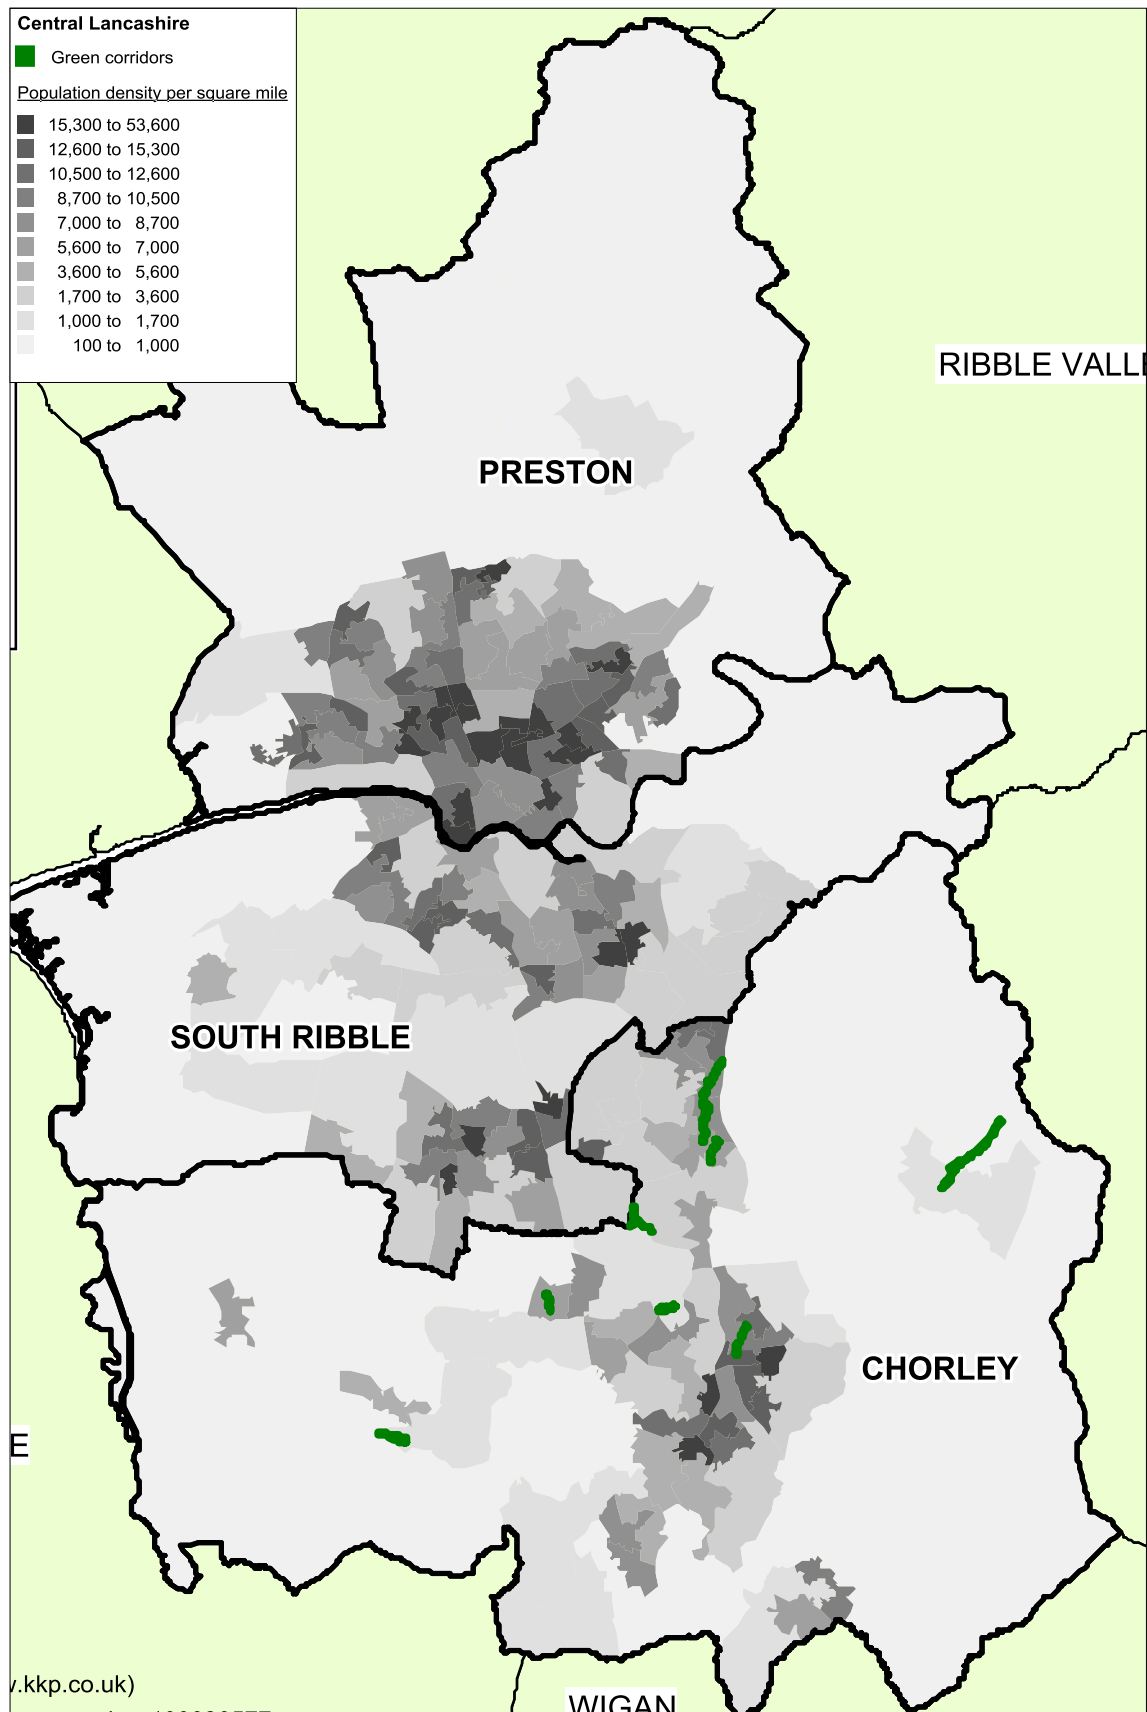 Central Lancashire
Green corridors
Population density per square mile
15,300 to 53,600
12,600 to 15,300
10,500 to 12,600
8,700 to 10,500
7,000 to 8,700
5,600 to 7,000
3,600 to 5,600
1,700 to 3,600
1,000 to 1,700
100 to 1,000
RIBBLE VALLE
PRESTON
SOUTH RIBBLE
CHORLEY
E
.kkp.co.uk)
WIGAN